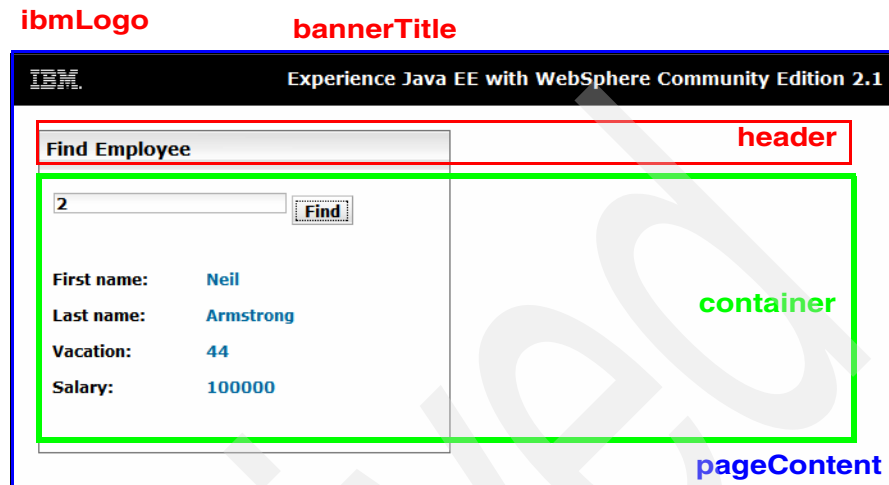 ibmLogo
bannerTitle
IBM.
Experience Java EE with WebSphere Community Edition 2.1
Find Employee
header
2
Find
First name: Neil
Last name: Armstrong
container
Vacation: 44
Salary: 100000
pageContent